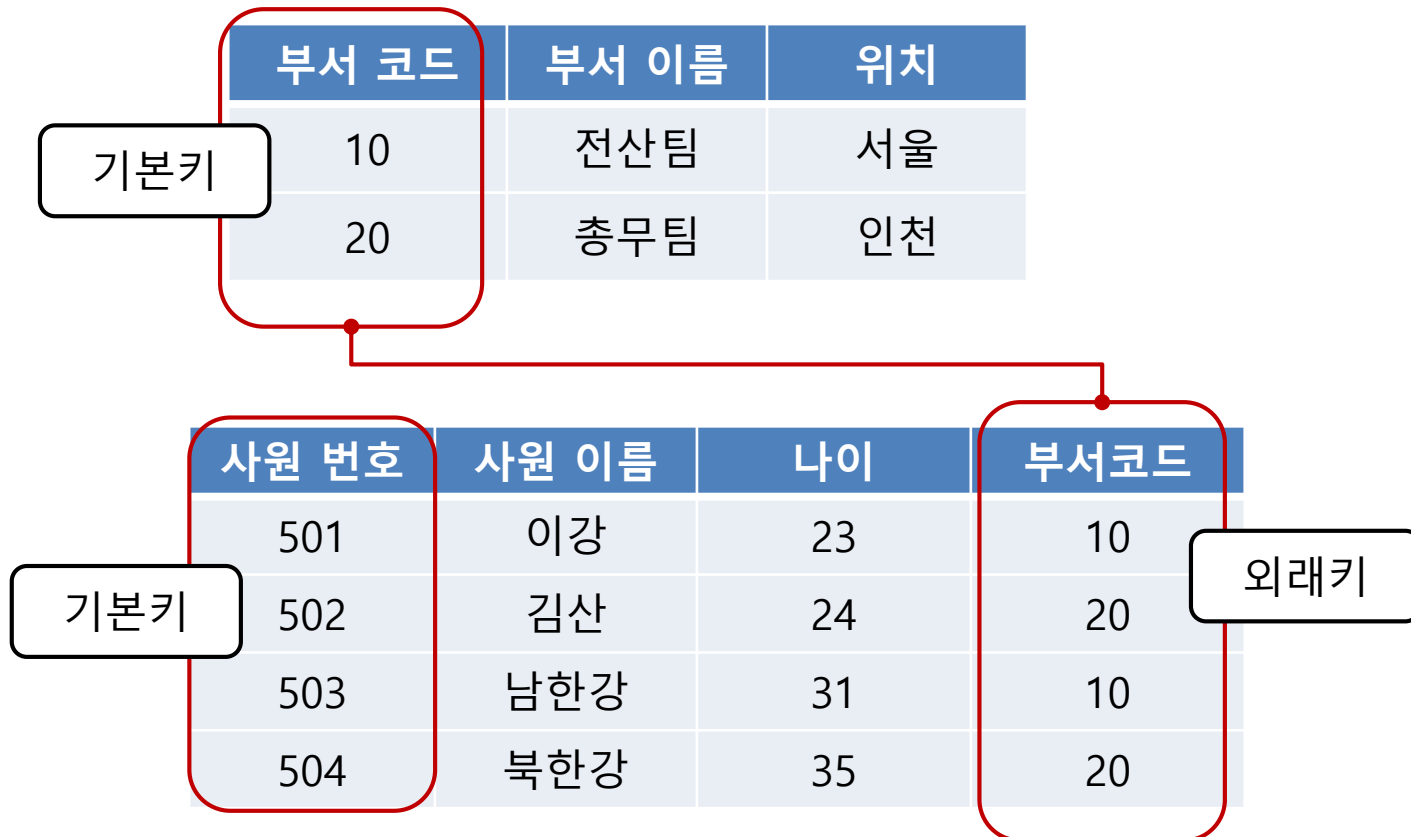 부서 코드 부서 이름 위치
기본키
10 전산팀 서울
20 총무팀 인천
사원 번호 사원 이름 나이 부서코드
501 이강 23 10
외래키
기본키
502 김산 24 20
503 남한강 31 10
504 북한강 35 20